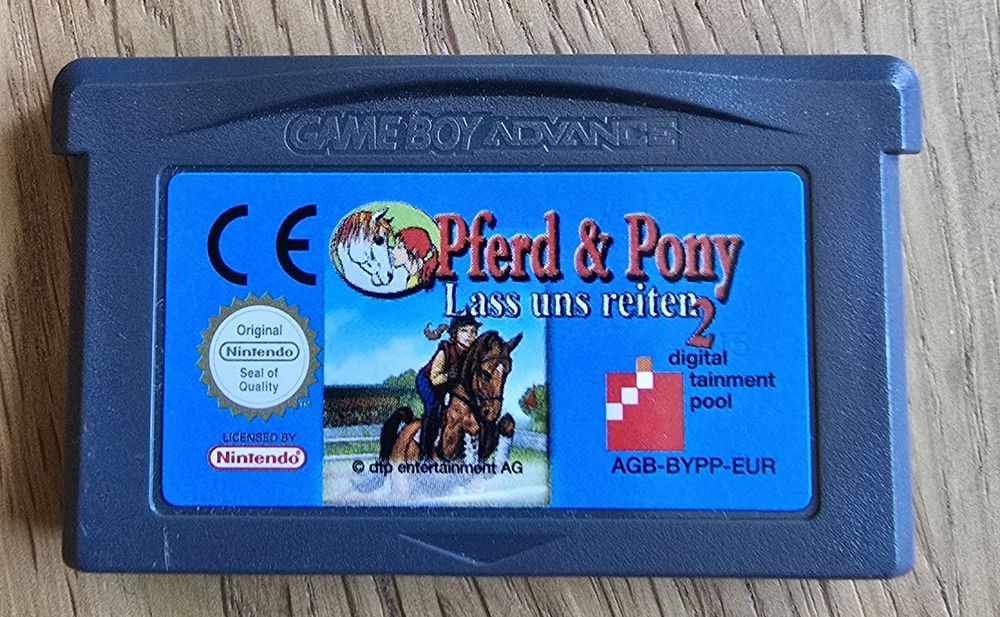 GAME BOY ADVANCE
CE
Pferd & Pony
Lass uns reiten 2
Original
Nintendo
Seal of
Quality
TM
LICENSED BY
Nintendo
© dtp entertainment AG
digital
tainment
pool
AGB-BYPP-EUR